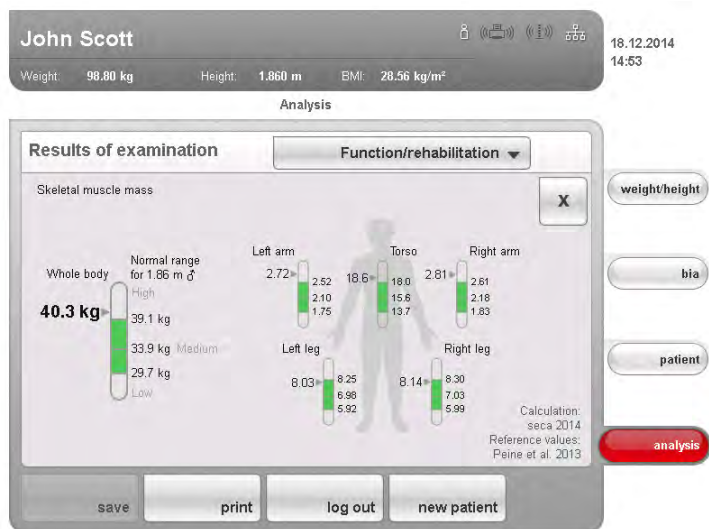 John Scott
18.12.2014
14:53
Weight: 98.80 kg Height: 1.860 m BMI: 28.56 kg/m²
Analysis
Results of examination
Function/rehabilitation
Skeletal muscle mass
X
Whole body
Normal range
for 1.86 m ♂
High
40.3 kg
39.1 kg
33.9 kg Medium
29.7 kg
Low
Left arm
2.72
2.52
2.10
1.75
Torso
18.6
18.0
15.6
13.7
Right arm
2.81
2.61
2.18
1.83
Left leg
8.03
8.25
6.98
5.92
Right leg
8.14
8.30
7.03
5.99
Calculation:
seca 2014
Reference values:
Peine et al. 2013
weight/height
bia
patient
analysis
save
print
log out
new patient